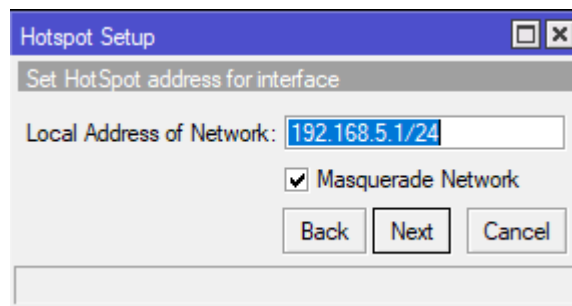 Hotspot Setup
Set HotSpot address for interface
Local Address of Network: 192.168.5.1/24
Masquerade Network
Back Next Cancel